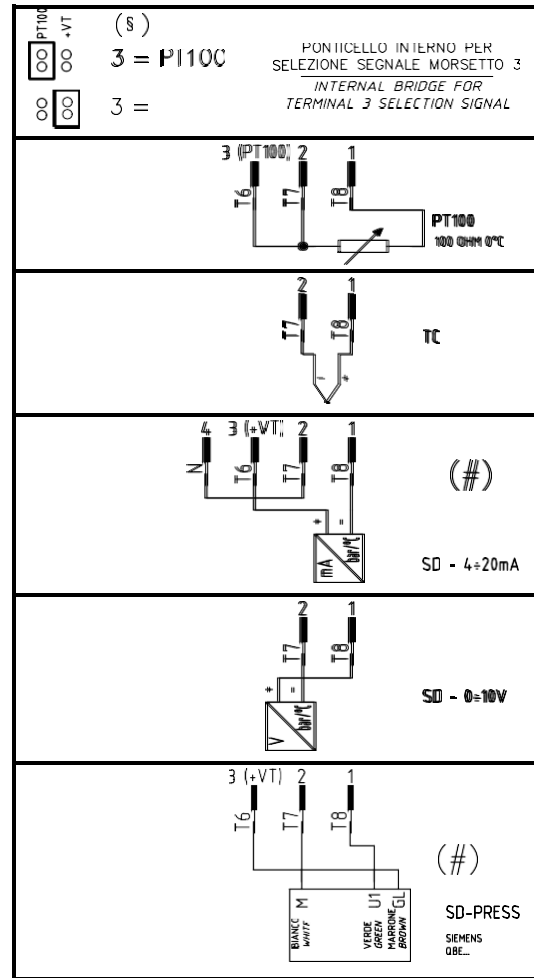 PT100
+VT
(§)
3 = PT100
3 =
PONTICELLO INTERNO PER
SELEZIONE SEGNALE MORSETTO 3
INTERNAL BRIDGE FOR
TERMINAL 3 SELECTION SIGNAL
3 (PT100) 2 1
T6 T7 T8
PT100
100 OHM 0°C
2 1
T7 T8
TC
- +
4 3 (+VT) 2 1
N T6 T7 T8
(#)
+ -
mA bar/°C
SD - 4÷20mA
2 1
T7 T8
+ -
V bar/°C
SD - 0÷10V
3 (+VT) 2 1
T6 T7 T8
(#)
M U1 GL
BIANCO
WHITE
VERDE
GREEN
MARRONE
BROWN
SD-PRESS
SIEMENS
QBE...